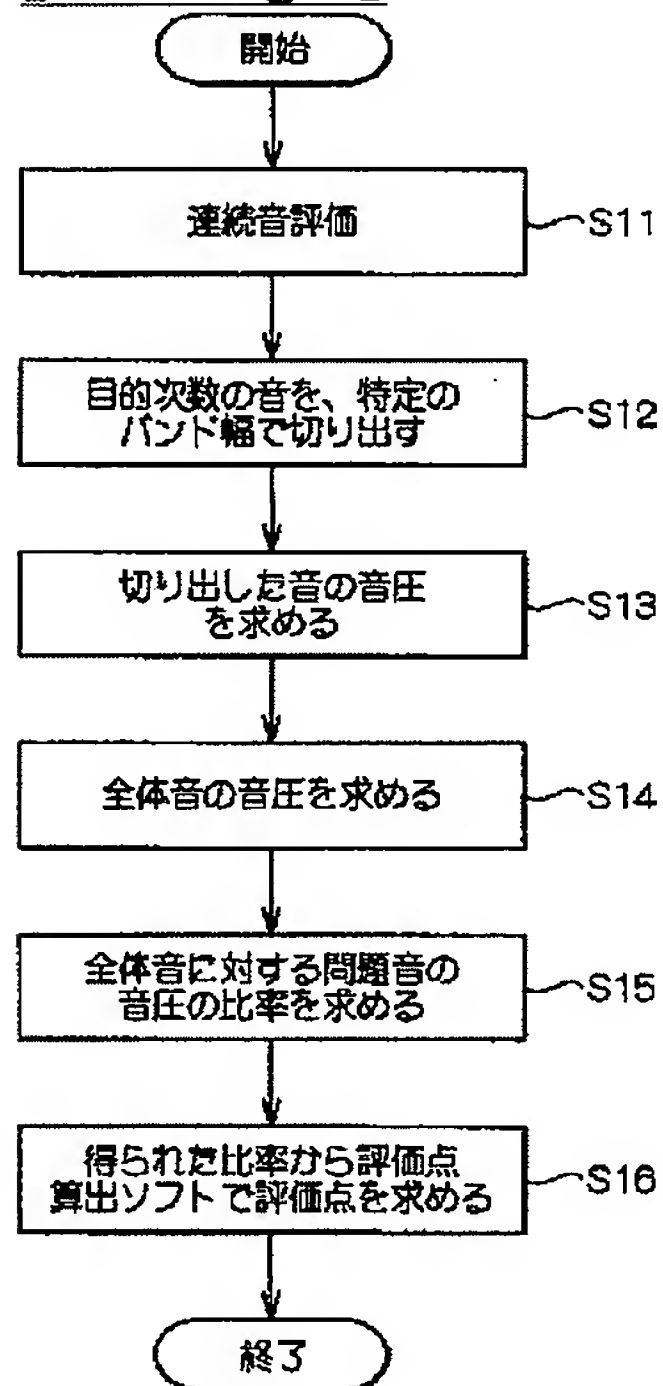 開始
連続音評価
S11
目的次数の音を、特定の
バンド幅で切り出す
S12
切り出した音の音圧
を求める
S13
全体音の音圧を求める
S14
全体音に対する問題音の
音圧の比率を求める
S15
得られた比率から評価点
算出ソフトで評価点を求める
S16
終了